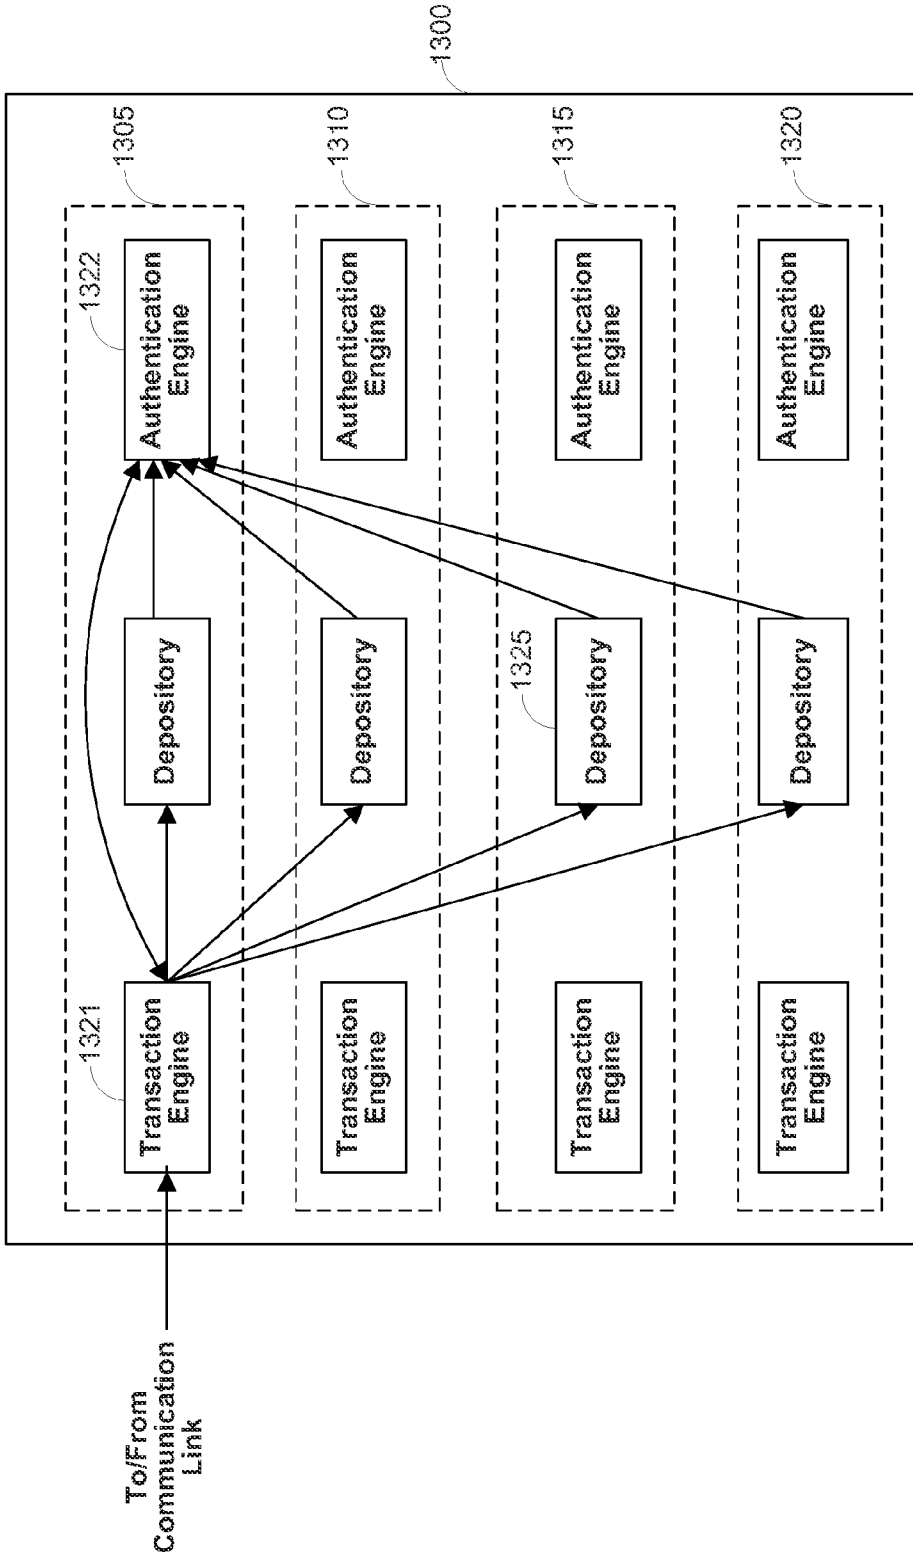 1300
1305
1322
To/From
Communication
Link
1321
Transaction
Engine
Depository
Authentication
Engine
1310
Transaction
Engine
Depository
Authentication
Engine
1315
1325
Transaction
Engine
Depository
Authentication
Engine
1320
Transaction
Engine
Depository
Authentication
Engine